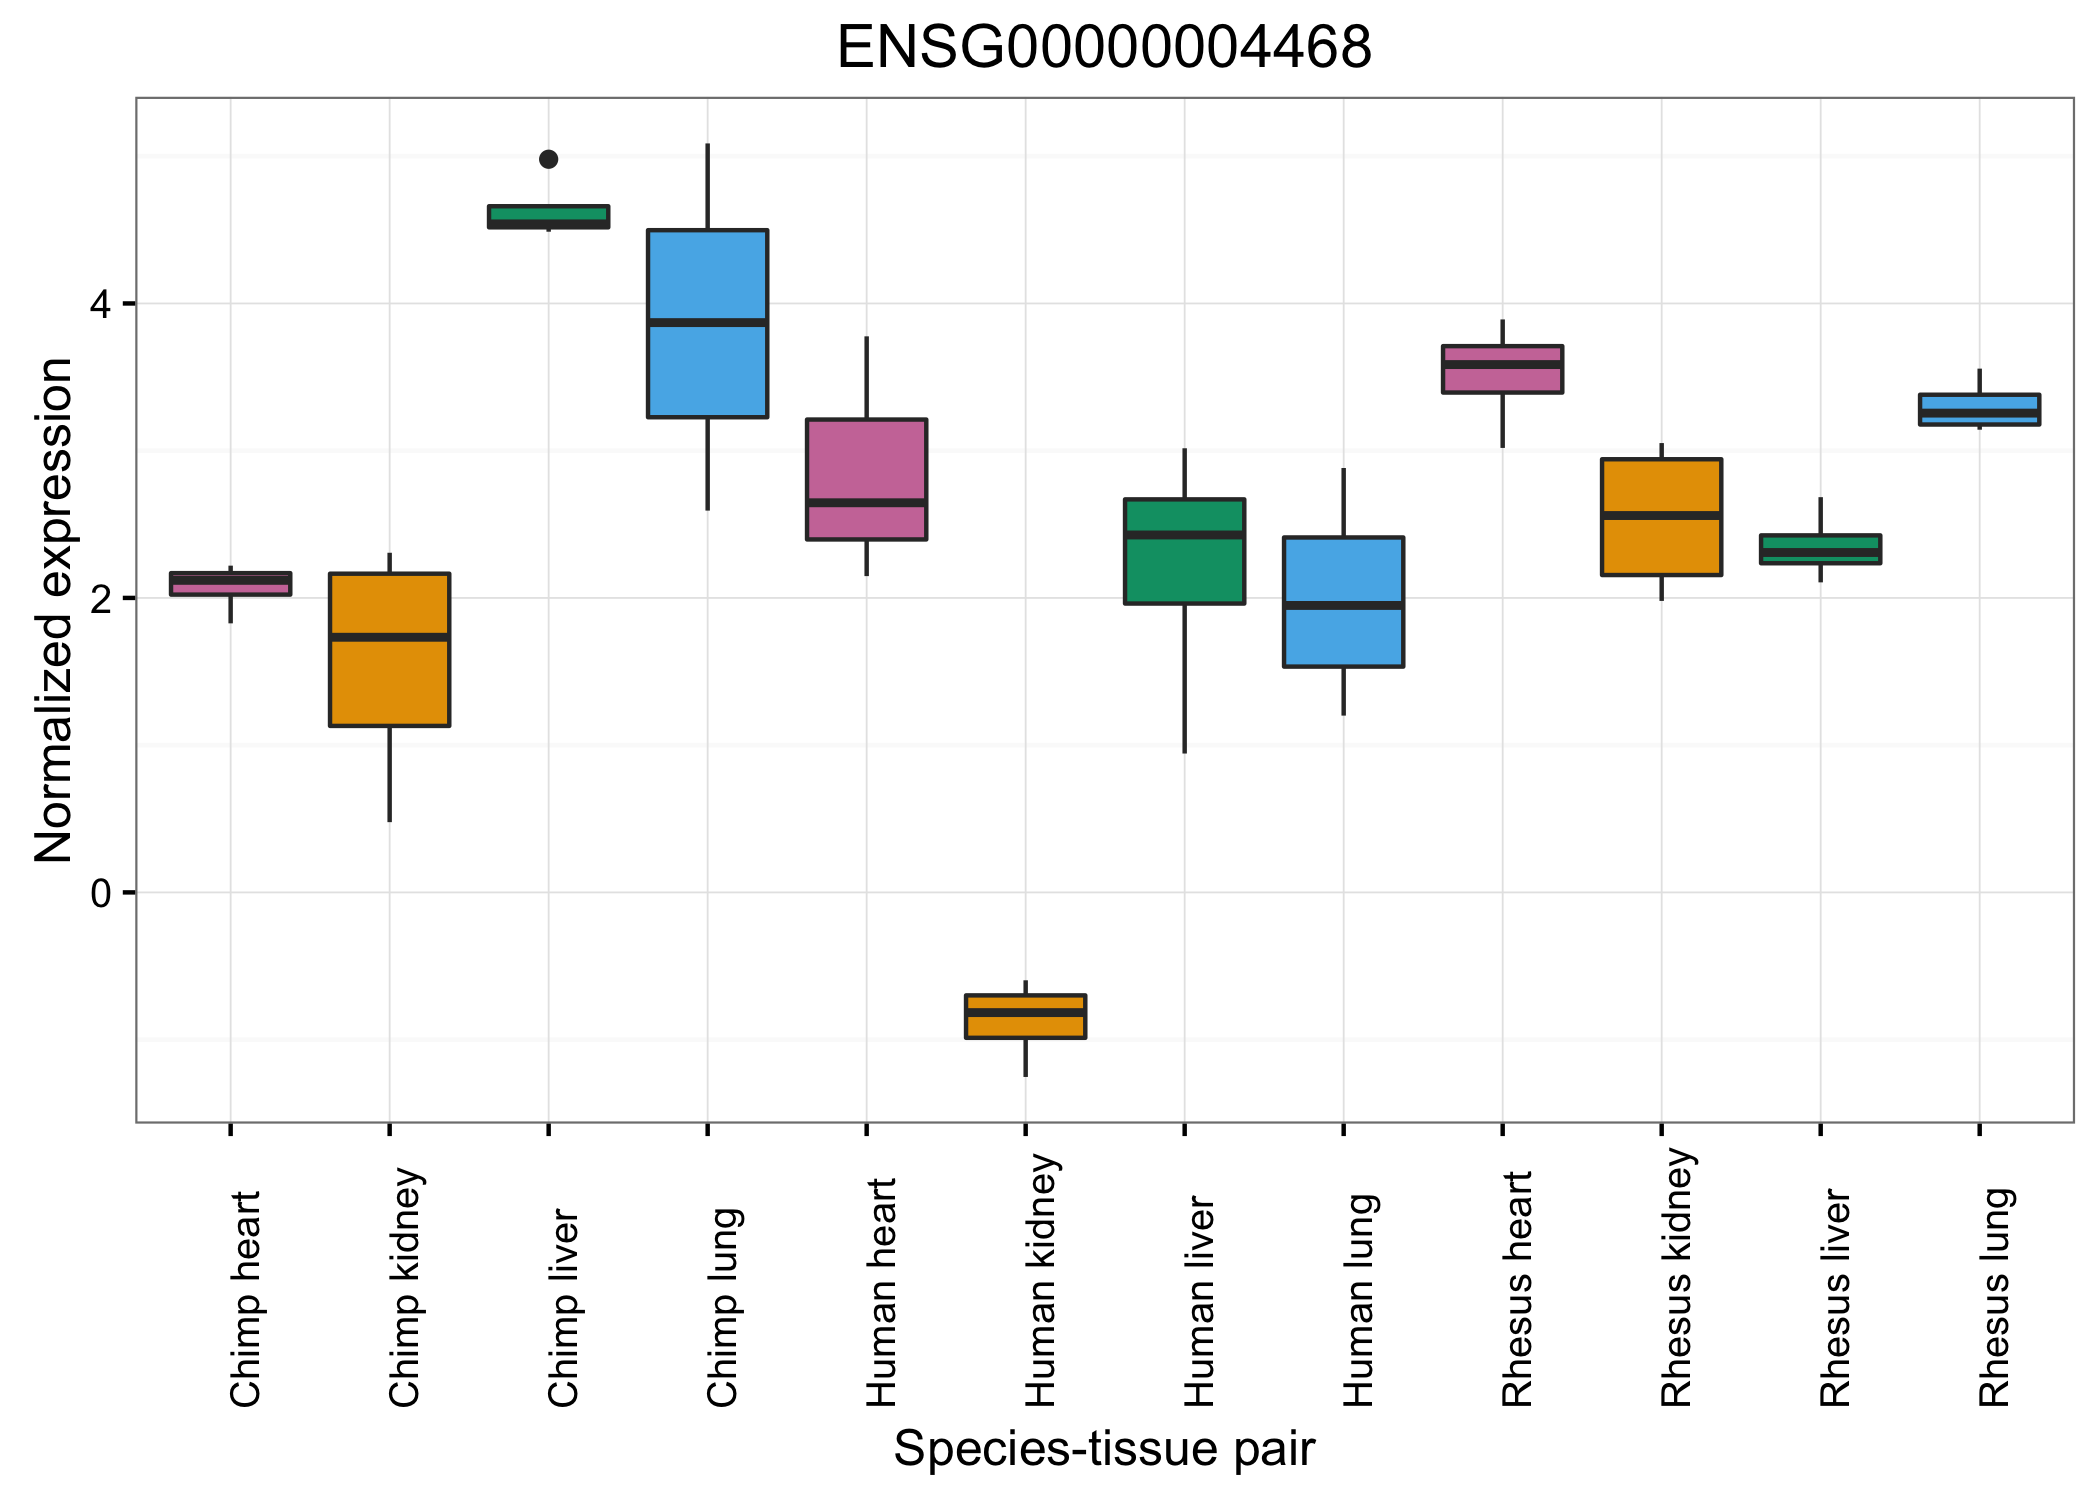 ENSG00000004468
Normalized expression
4
2
0
Chimp heart
Chimp kidney
Chimp liver
Chimp lung
Human heart
Human kidney
Human liver
Human lung
Rhesus heart
Rhesus kidney
Rhesus liver
Rhesus lung
Species-tissue pair